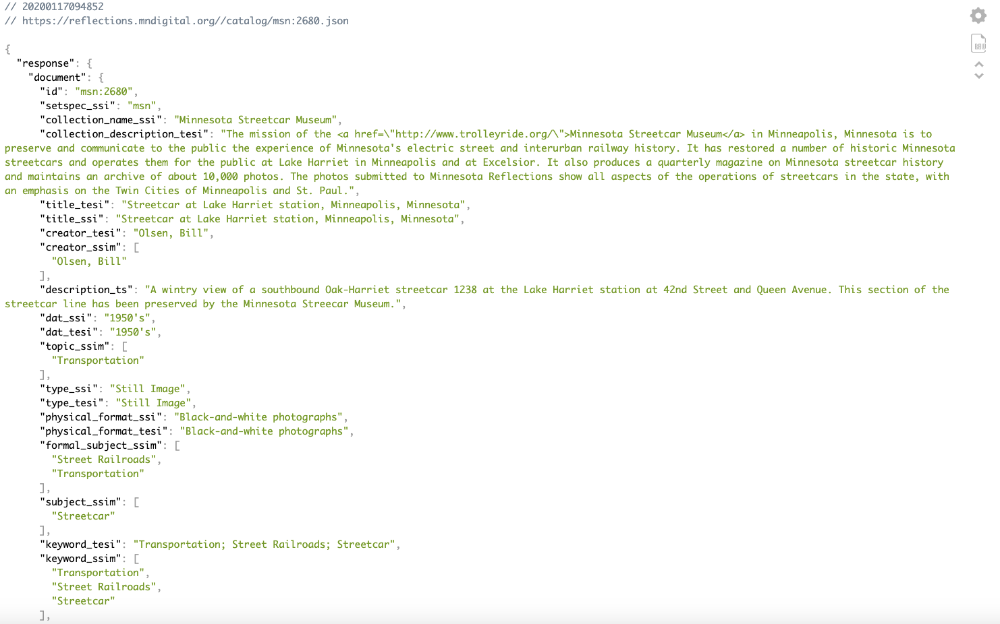 // 20200117094852
// https://reflections.mndigital.org//catalog/msn:2680.json
{
"response": {
"document": {
"id": "msn:2680",
"setspec_ssi": "msn",
"collection_name_ssi": "Minnesota Streetcar Museum",
"collection_description_tesi": "The mission of the <a href=\"http://www.trolleyride.org/\">Minnesota Streetcar Museum</a> in Minneapolis, Minnesota is to
preserve and communicate to the public the experience of Minnesota's electric street and interurban railway history. It has restored a number of historic Minnesota
streetcars and operates them for the public at Lake Harriet in Minneapolis and at Excelsior. It also produces a quarterly magazine on Minnesota streetcar history
and maintains an archive of about 10,000 photos. The photos submitted to Minnesota Reflections show all aspects of the operations of streetcars in the state, with
an emphasis on the Twin Cities of Minneapolis and St. Paul.",
"title_tesi": "Streetcar at Lake Harriet station, Minneapolis, Minnesota",
"title_ssi": "Streetcar at Lake Harriet station, Minneapolis, Minnesota",
"creator_tesi": "Olsen, Bill",
"creator_ssim": [
"Olsen, Bill"
],
"description_ts": "A wintry view of a southbound Oak-Harriet streetcar 1238 at the Lake Harriet station at 42nd Street and Queen Avenue. This section of the
streetcar line has been preserved by the Minnesota Streecar Museum.",
"dat_ssi": "1950's",
"dat_tesi": "1950's",
"topic_ssim": [
"Transportation"
],
"type_ssi": "Still Image",
"type_tesi": "Still Image",
"physical_format_ssi": "Black-and-white photographs",
"physical_format_tesi": "Black-and-white photographs",
"formal_subject_ssim": [
"Street Railroads",
"Transportation"
],
"subject_ssim": [
"Streetcar"
],
"keyword_tesi": "Transportation; Street Railroads; Streetcar",
"keyword_ssim": [
"Transportation",
"Street Railroads",
"Streetcar"
],
RAW